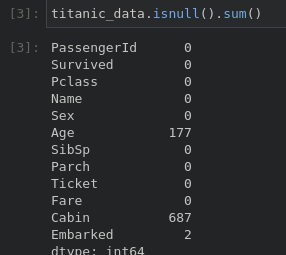 [3]: titanic_data.isnull().sum()
[3]: PassengerId 0
Survived 0
Pclass 0
Name 0
Sex 0
Age 177
SibSp 0
Parch 0
Ticket 0
Fare 0
Cabin 687
Embarked 2
dtype: int64